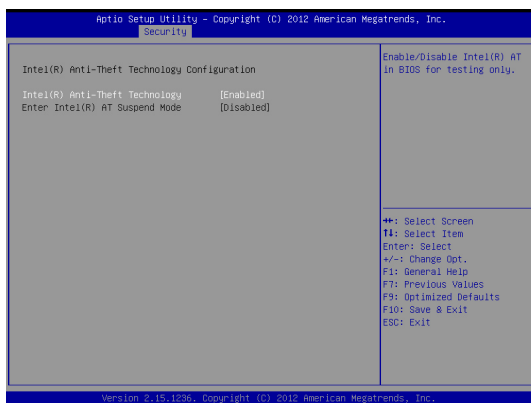 Aptio Setup Utility - Copyright (C) 2012 American Megatrends, Inc.
Security
Intel(R) Anti-Theft Technology Configuration
Intel(R) Anti-Theft Technology [Enabled]
Enter Intel(R) AT Suspend Mode [Disabled]
Enable/Disable Intel(R) AT
in BIOS for testing only.
→←: Select Screen
↑↓: Select Item
Enter: Select
+/-: Change Opt.
F1: General Help
F7: Previous Values
F9: Optimized Defaults
F10: Save & Exit
ESC: Exit
Version 2.15.1236. Copyright (C) 2012 American Megatrends, Inc.